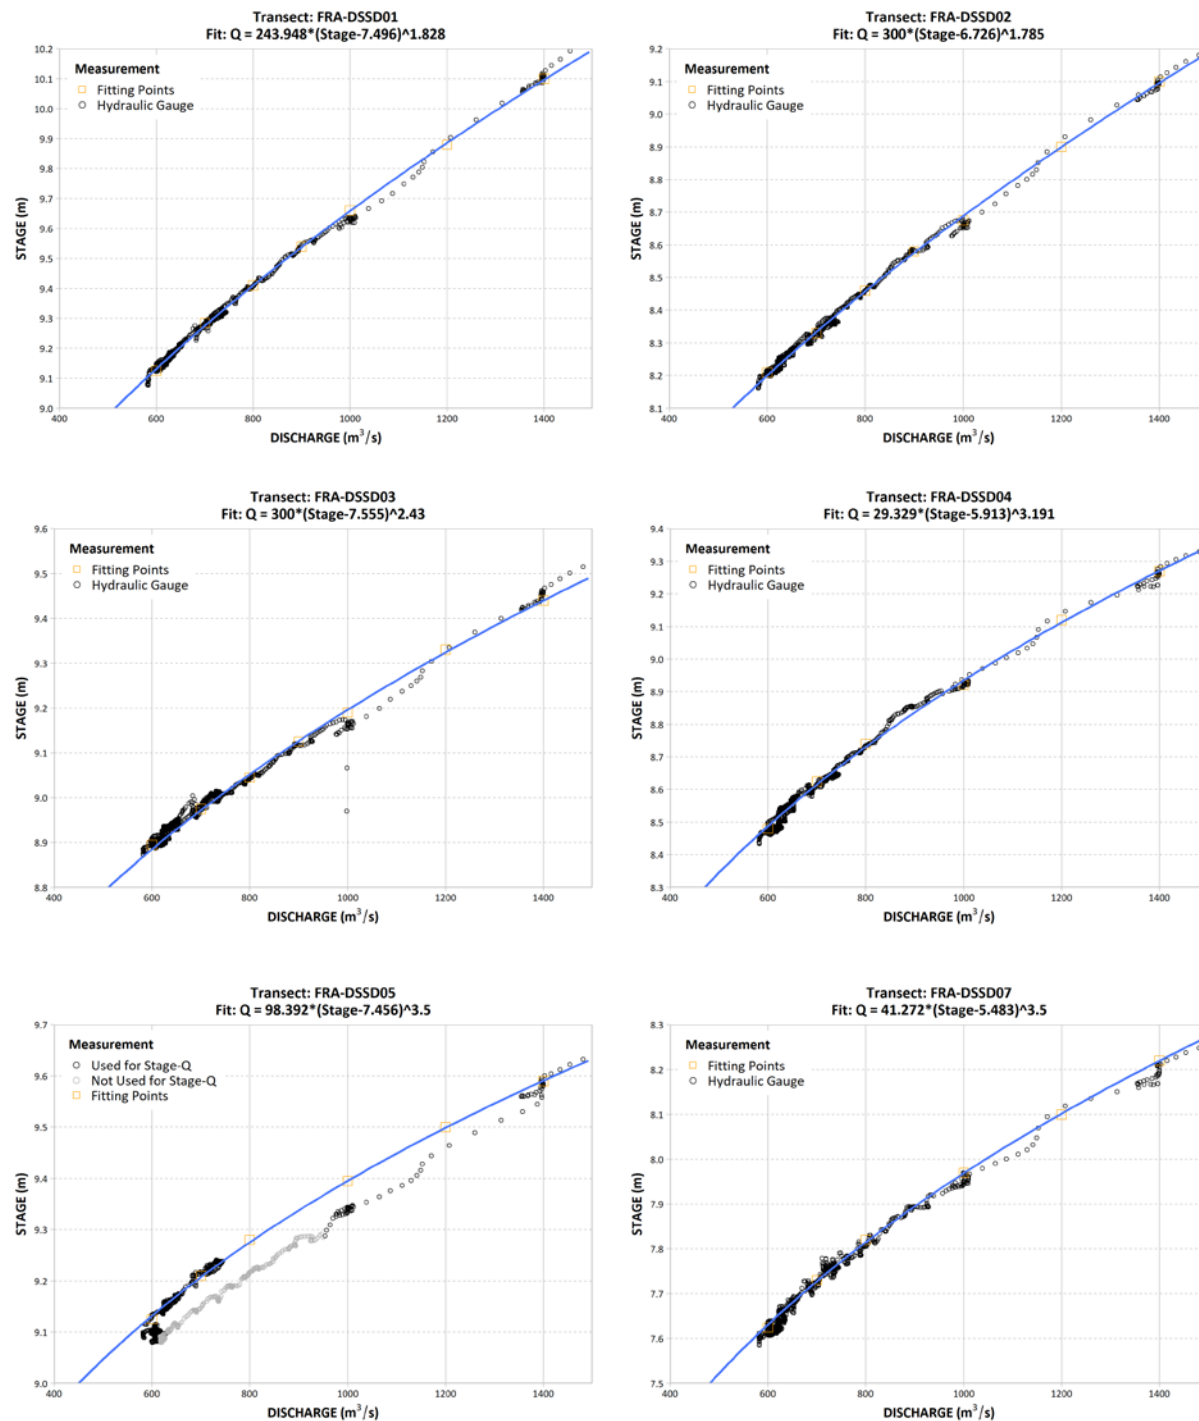 Transect: FRA-DSSD01
Fit: Q = 243.948*(Stage-7.496)^1.828
Measurement
Fitting Points
Hydraulic Gauge
STAGE (m)
10.2
10.1
10.0
9.9
9.8
9.7
9.6
9.5
9.4
9.3
9.2
9.1
9.0
400 600 800 1000 1200 1400
DISCHARGE (m³/s)
Transect: FRA-DSSD02
Fit: Q = 300*(Stage-6.726)^1.785
Measurement
Fitting Points
Hydraulic Gauge
STAGE (m)
9.2
9.1
9.0
8.9
8.8
8.7
8.6
8.5
8.4
8.3
8.2
8.1
400 600 800 1000 1200 1400
DISCHARGE (m³/s)
Transect: FRA-DSSD03
Fit: Q = 300*(Stage-7.555)^2.43
Measurement
Fitting Points
Hydraulic Gauge
STAGE (m)
9.6
9.5
9.4
9.3
9.2
9.1
9.0
8.9
8.8
400 600 800 1000 1200 1400
DISCHARGE (m³/s)
Transect: FRA-DSSD04
Fit: Q = 29.329*(Stage-5.913)^3.191
Measurement
Fitting Points
Hydraulic Gauge
STAGE (m)
9.4
9.3
9.2
9.1
9.0
8.9
8.8
8.7
8.6
8.5
8.4
8.3
400 600 800 1000 1200 1400
DISCHARGE (m³/s)
Transect: FRA-DSSD05
Fit: Q = 98.392*(Stage-7.456)^3.5
Measurement
Used for Stage-Q
Not Used for Stage-Q
Fitting Points
STAGE (m)
9.7
9.6
9.5
9.4
9.3
9.2
9.1
9.0
400 600 800 1000 1200 1400
DISCHARGE (m³/s)
Transect: FRA-DSSD07
Fit: Q = 41.272*(Stage-5.483)^3.5
Measurement
Fitting Points
Hydraulic Gauge
STAGE (m)
8.3
8.2
8.1
8.0
7.9
7.8
7.7
7.6
7.5
400 600 800 1000 1200 1400
DISCHARGE (m³/s)